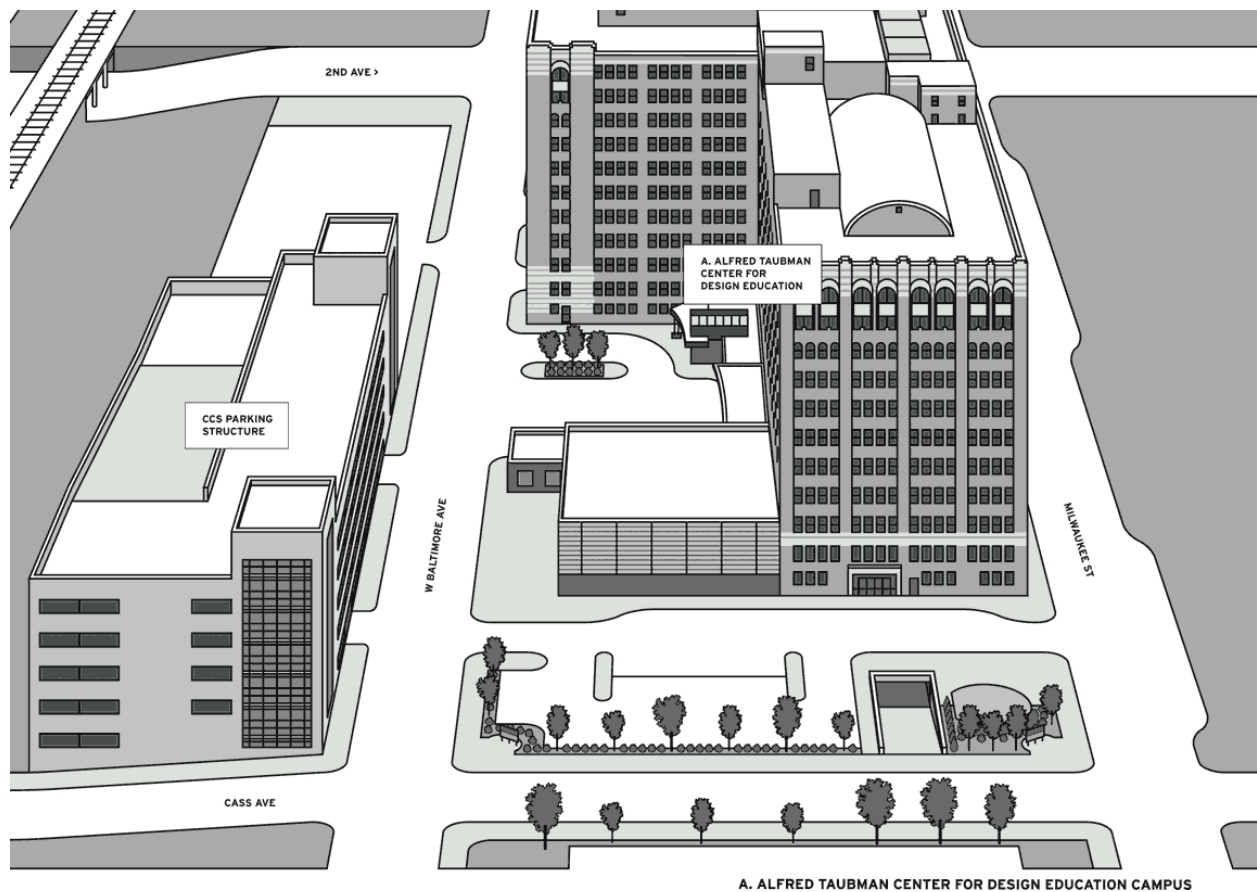 2ND AVE >
A. ALFRED TAUBMAN
CENTER FOR
DESIGN EDUCATION
CCS PARKING
STRUCTURE
W BALTIMORE AVE
MILWAUKEE ST
CASS AVE
A. ALFRED TAUBMAN CENTER FOR DESIGN EDUCATION CAMPUS